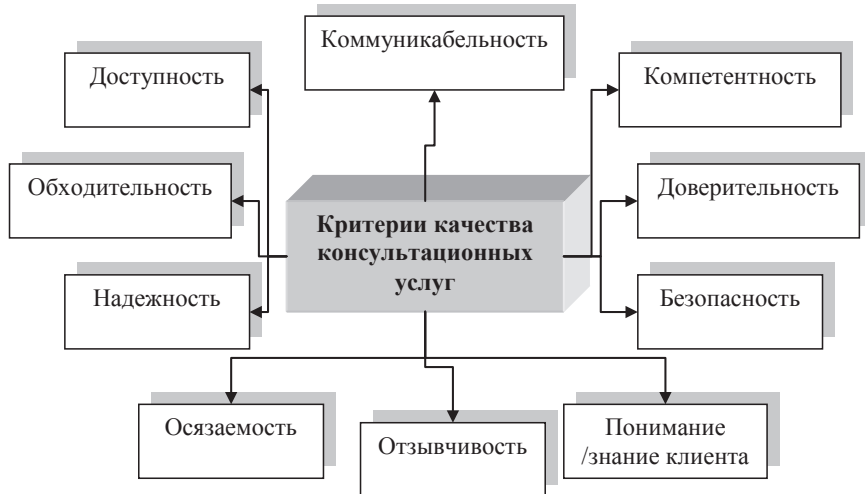 Коммуникабельность
Доступность
Компетентность
Обходительность
Доверительность
Критерии качества
консультационных
услуг
Надежность
Безопасность
Осязаемость
Отзывчивость
Понимание
/знание клиента